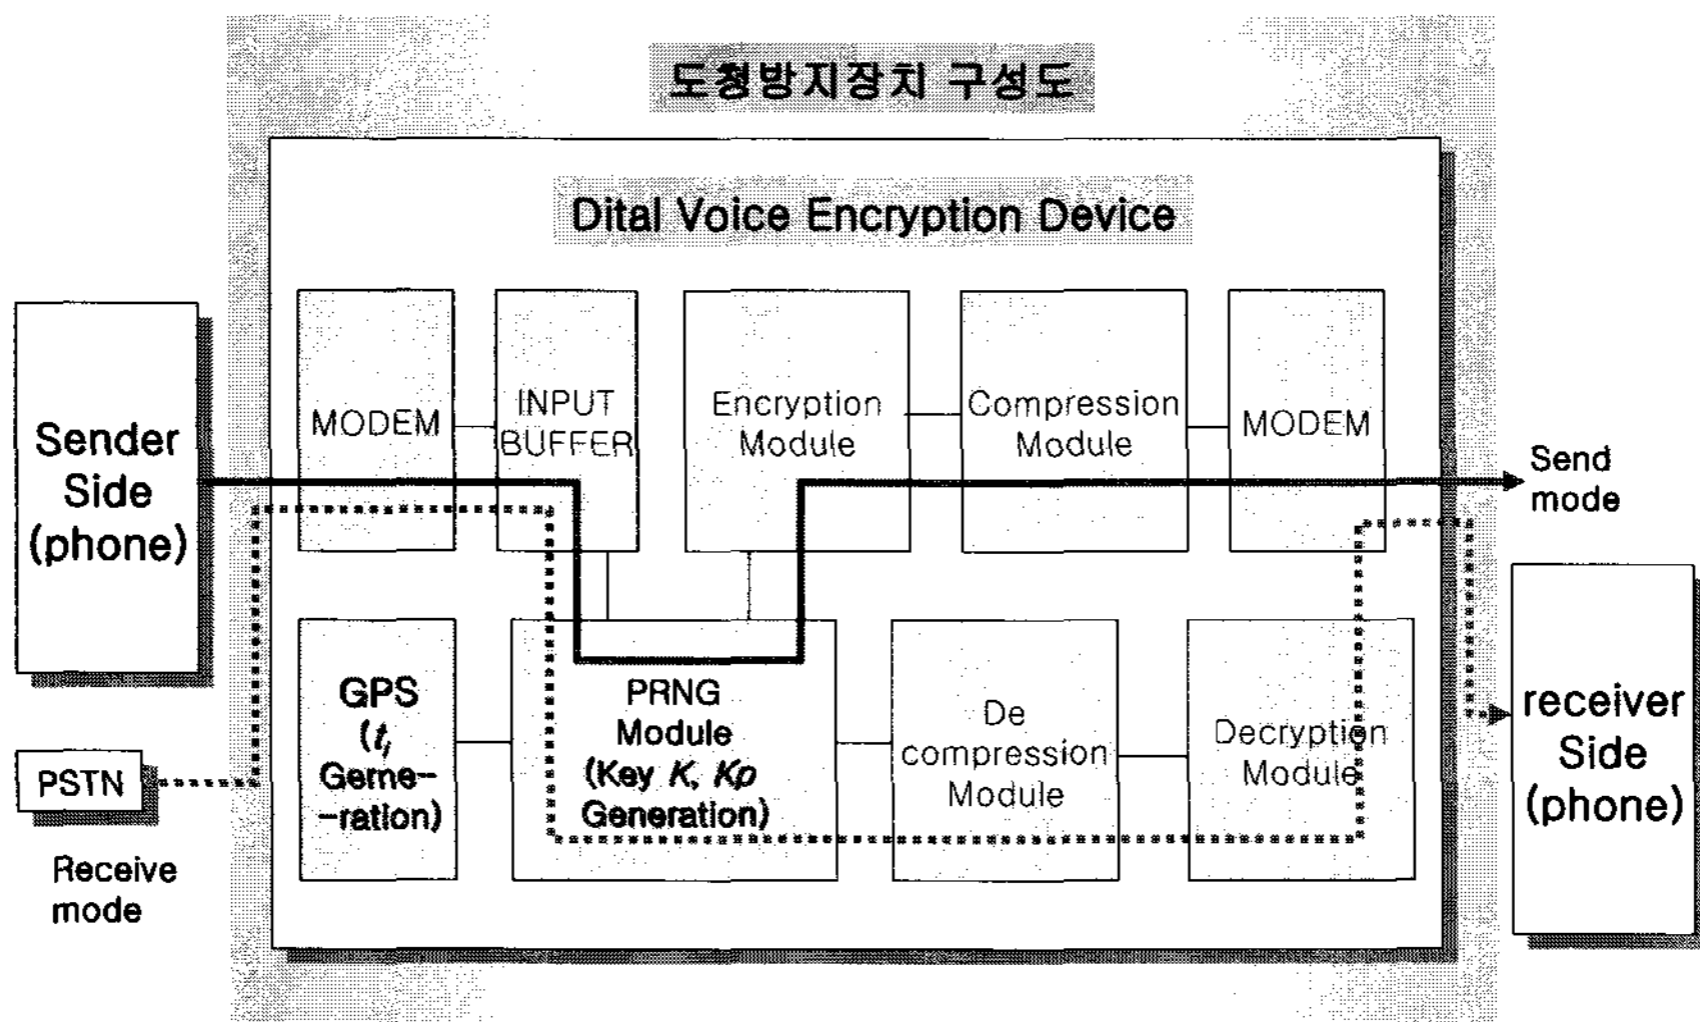 도청방지장치 구성도
Dital Voice Encryption Device
Sender
Side
(phone)
MODEM
INPUT
BUFFER
Encryption
Module
Compression
Module
MODEM
Send
mode
GPS
(ti
Geme-
-ration)
PRNG
Module
(Key K, Kp
Generation)
De
compression
Module
Decryption
Module
receiver
Side
(phone)
PSTN
Receive
mode